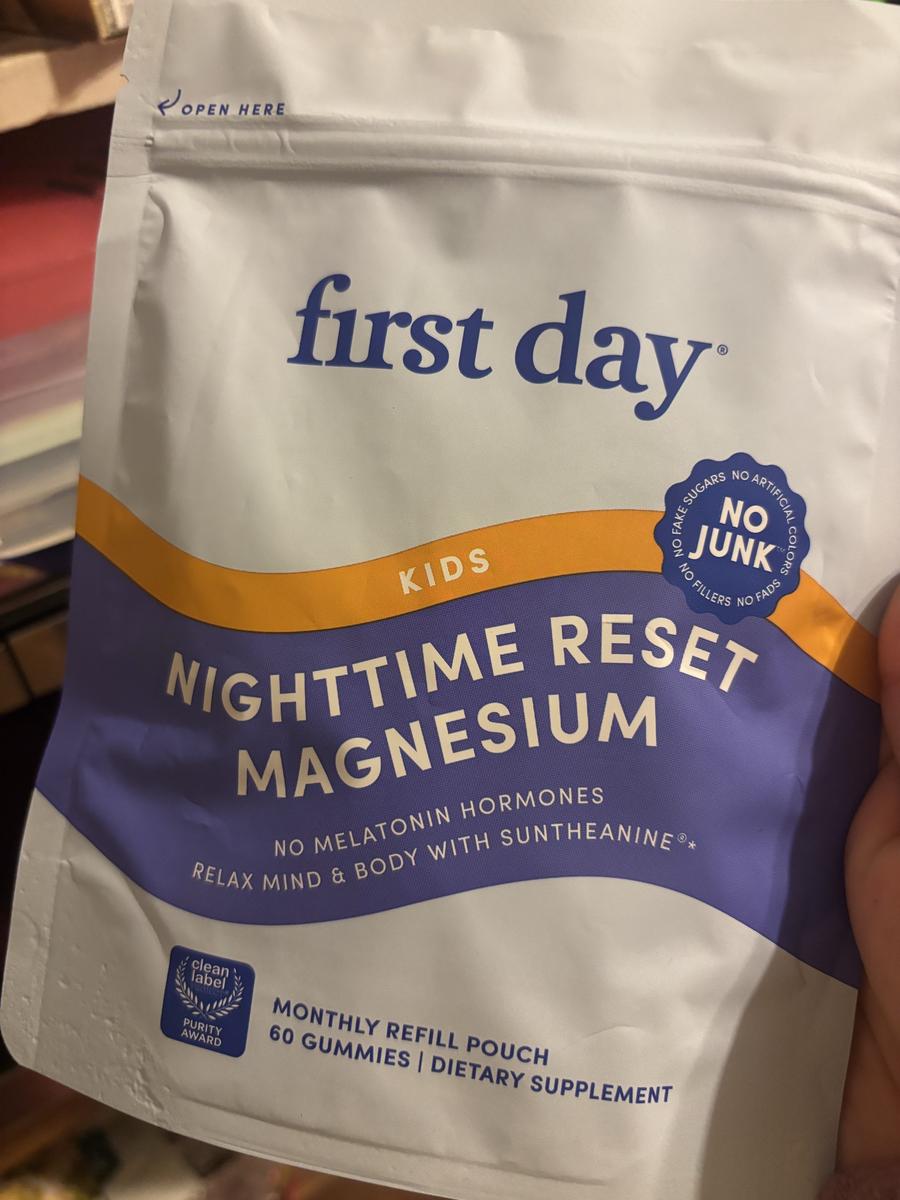 OPEN HERE
first day®
KIDS
NO FAKE SUGARS NO ARTIFICIAL COLORS
NO FILLERS NO FADS
NO
JUNK™
NIGHTTIME RESET
MAGNESIUM
NO MELATONIN HORMONES
RELAX MIND & BODY WITH SUNTHEANINE®*
clean
label
PURITY
AWARD
MONTHLY REFILL POUCH
60 GUMMIES | DIETARY SUPPLEMENT